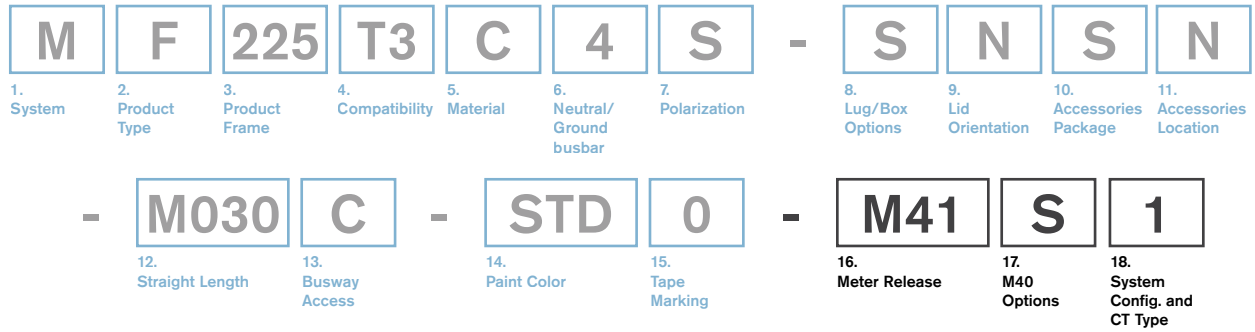 M F 225 T3 C 4 S - S N S N
1. 2. 3. 4. 5. 6. 7. 8. 9. 10. 11.
System Product Product Compatibility Material Neutral/ Polarization Lug/Box Lid Accessories Accessories
Type Frame Ground Options Orientation Package Location
busbar
- M030 C - STD 0 - M41 S 1
12. 13. 14. 15. 16. 17. 18.
Straight Length Busway Paint Color Tape Meter Release M40 System
Access Marking Options Config. and
CT Type